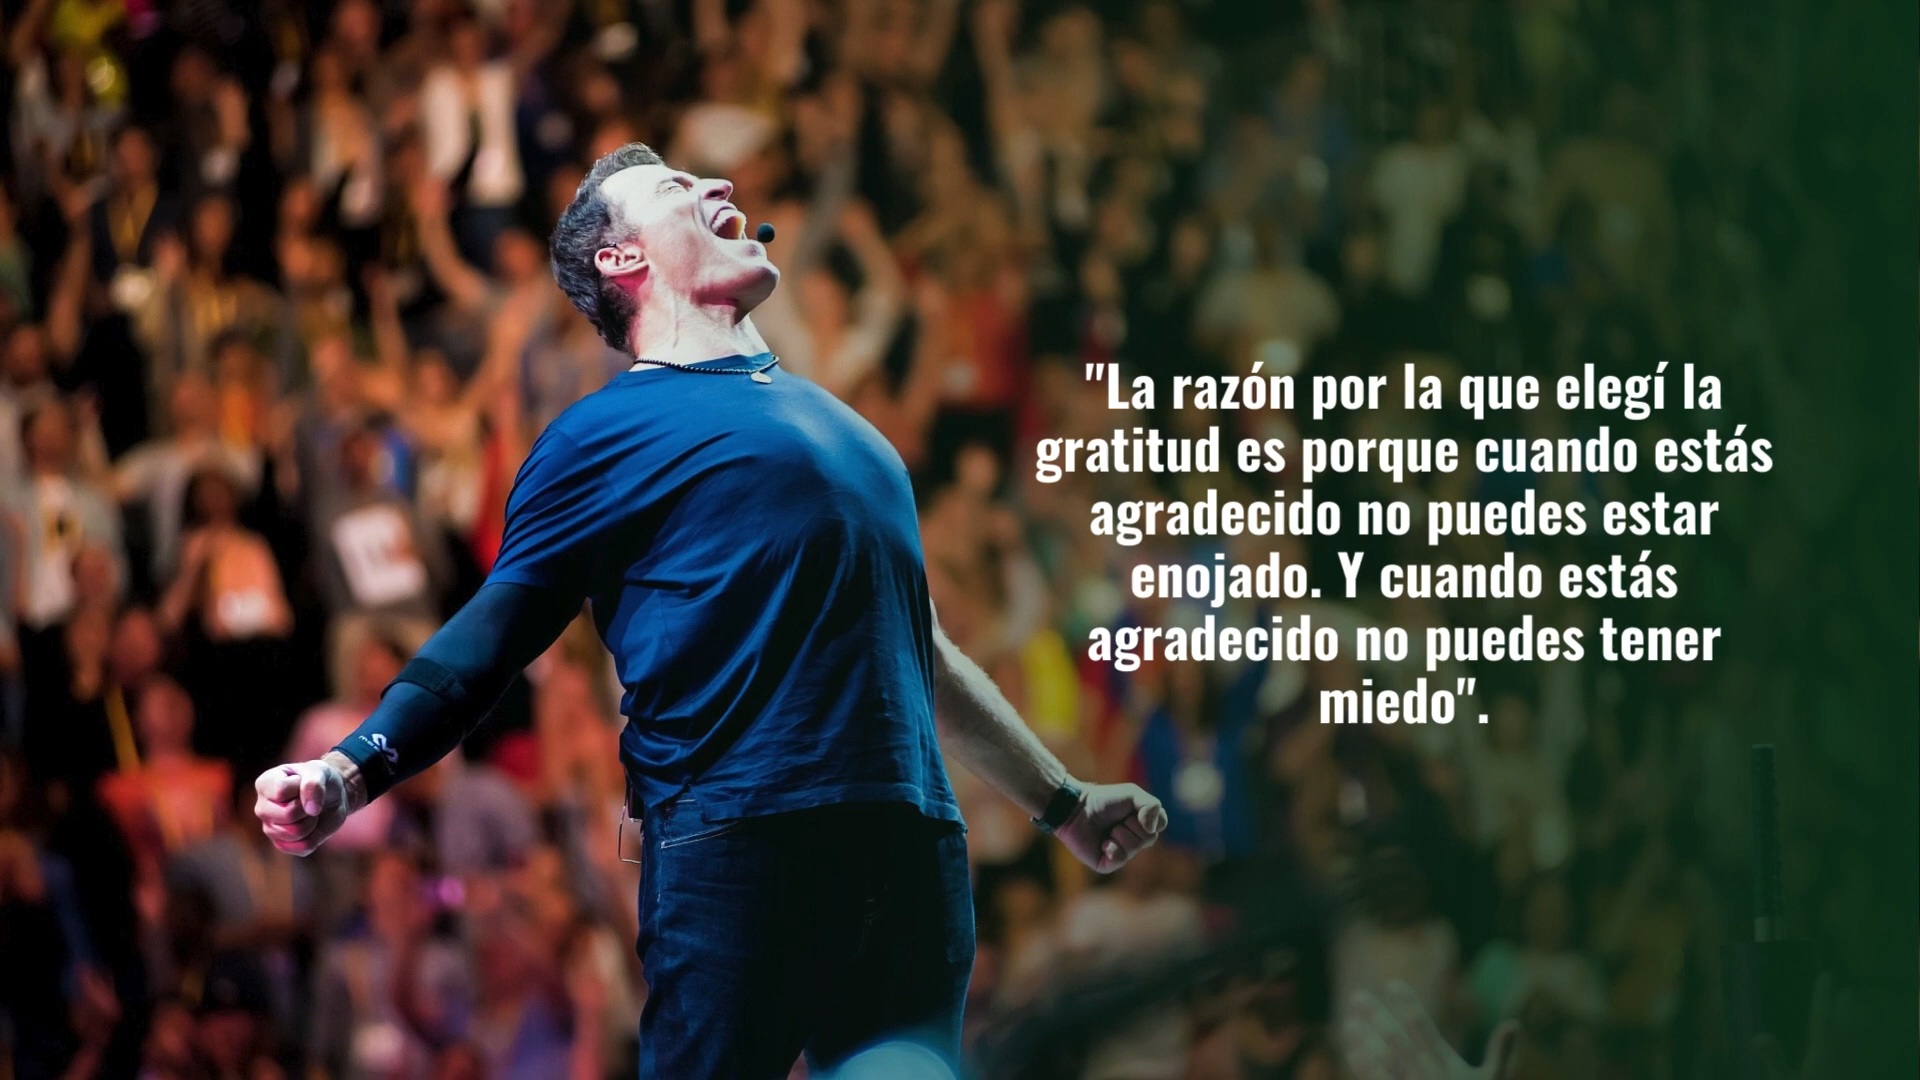 "La razón por la que elegí la
gratitud es porque cuando estás
agradecido no puedes estar
enojado. Y cuando estás
agradecido no puedes tener
miedo".